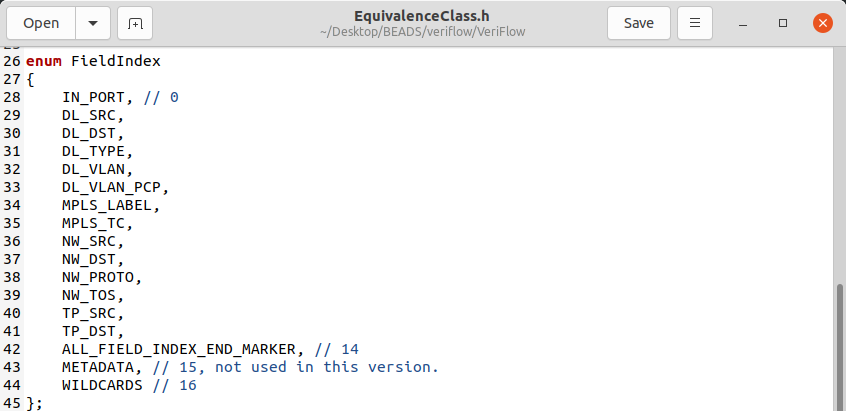 Open
EquivalenceClass.h
~/Desktop/BEADS/veriflow/VeriFlow
Save
26 enum FieldIndex
27 {
28 IN_PORT, // 0
29 DL_SRC,
30 DL_DST,
31 DL_TYPE,
32 DL_VLAN,
33 DL_VLAN_PCP,
34 MPLS_LABEL,
35 MPLS_TC,
36 NW_SRC,
37 NW_DST,
38 NW_PROTO,
39 NW_TOS,
40 TP_SRC,
41 TP_DST,
42 ALL_FIELD_INDEX_END_MARKER, // 14
43 METADATA, // 15, not used in this version.
44 WILDCARDS // 16
45 };